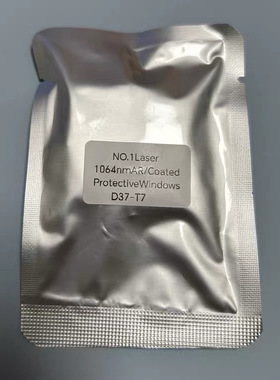 NO.1Laser
1064nmAR/Coated
ProtectiveWindows
D37-T7